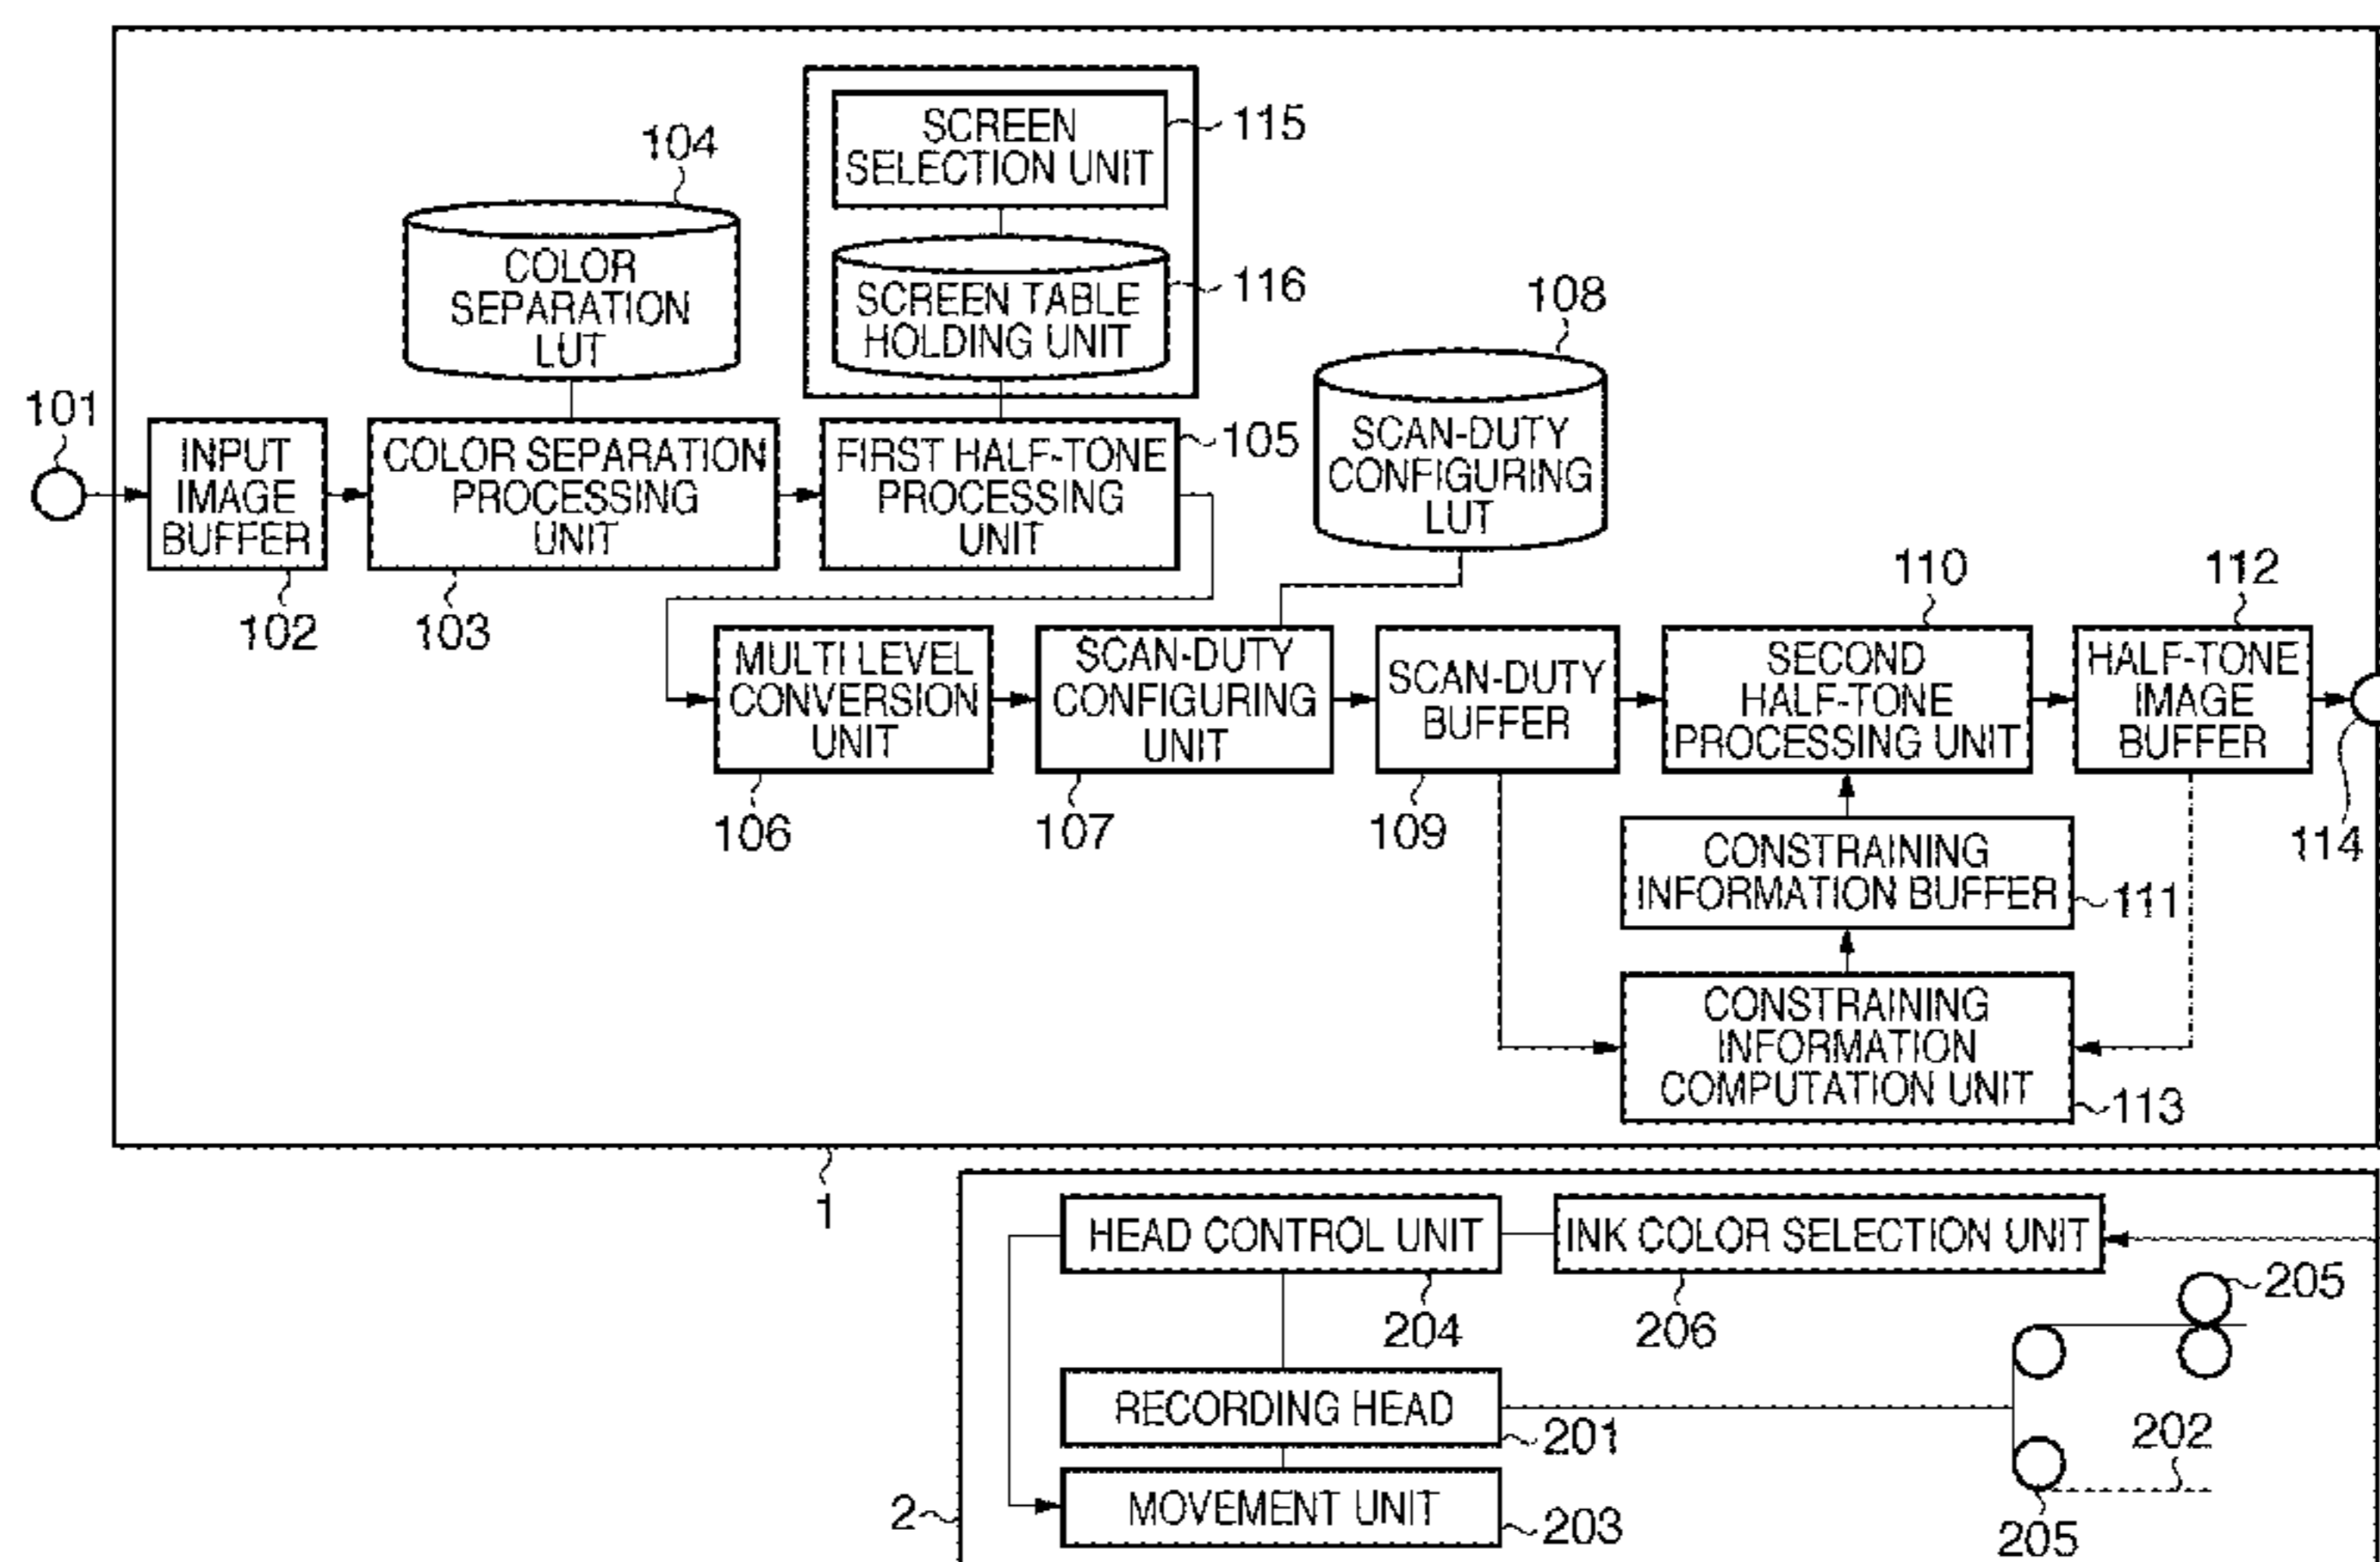 SCREEN
SELECTION UNIT
115
104
COLOR
SEPARATION
LUT
SCREEN TABLE
HOLDING UNIT
116
108
SCAN-DUTY
CONFIGURING
LUT
101
INPUT
IMAGE
BUFFER
102
COLOR SEPARATION
PROCESSING
UNIT
103
FIRST HALF-TONE
PROCESSING
UNIT
105
MULTI LEVEL
CONVERSION
UNIT
106
SCAN-DUTY
CONFIGURING
UNIT
107
SCAN-DUTY
BUFFER
109
110
SECOND
HALF-TONE
PROCESSING UNIT
112
HALF-TONE
IMAGE
BUFFER
114
CONSTRAINING
INFORMATION BUFFER
111
CONSTRAINING
INFORMATION
COMPUTATION UNIT
113
1
HEAD CONTROL UNIT
204
INK COLOR SELECTION UNIT
206
205
RECORDING HEAD
201
202
MOVEMENT UNIT
203
205
2